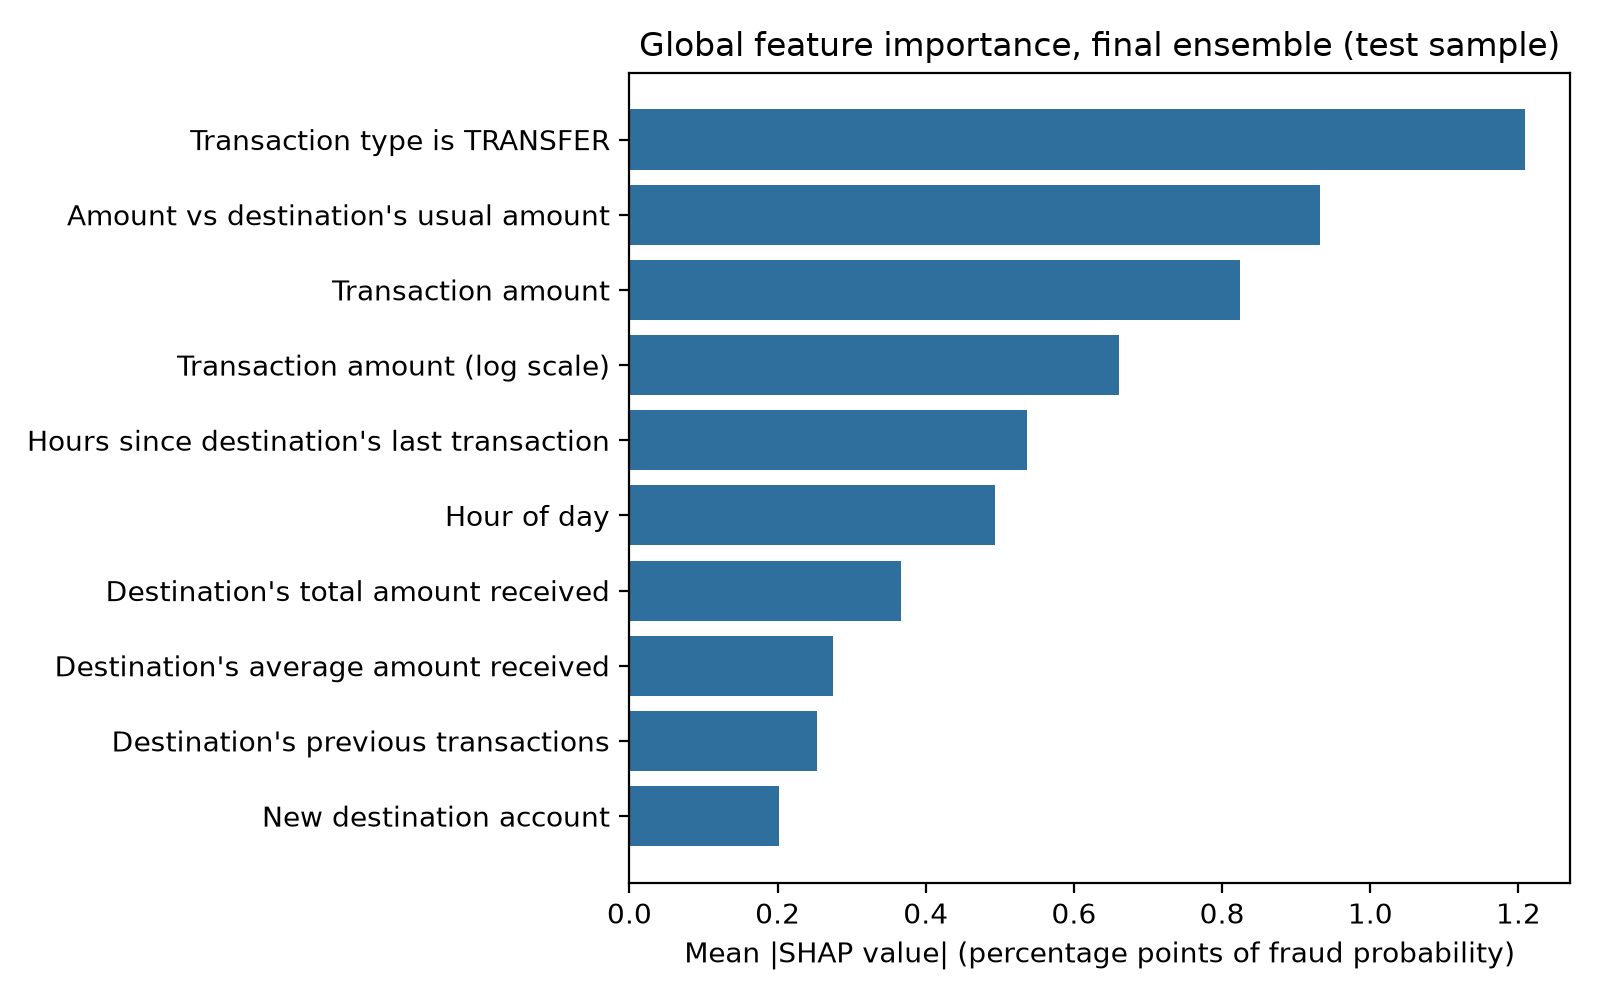 Global feature importance, final ensemble (test sample)
Transaction type is TRANSFER
Amount vs destination's usual amount
Transaction amount
Transaction amount (log scale)
Hours since destination's last transaction
Hour of day
Destination's total amount received
Destination's average amount received
Destination's previous transactions
New destination account
0.0 0.2 0.4 0.6 0.8 1.0 1.2
Mean |SHAP value| (percentage points of fraud probability)